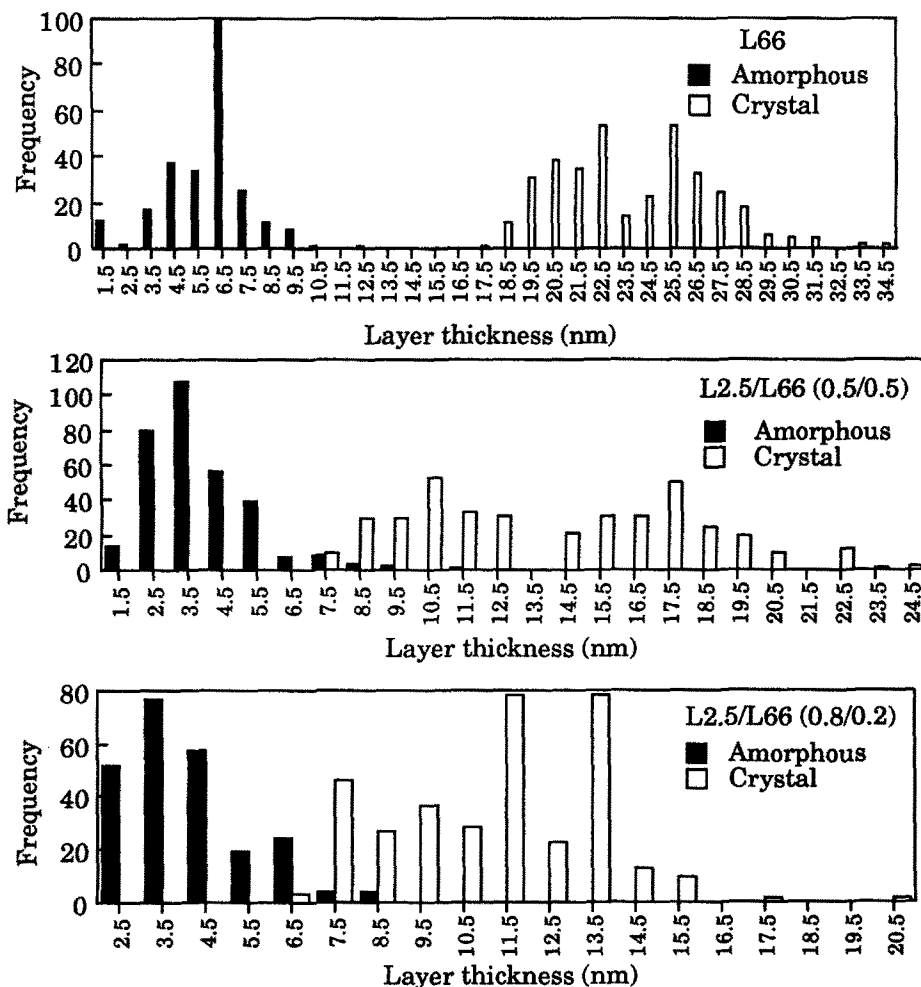 L66
Amorphous
Crystal
Frequency
100
80
60
40
20
0
1.5 2.5 3.5 4.5 5.5 6.5 7.5 8.5 9.5 10.5 11.5 12.5 13.5 14.5 15.5 16.5 17.5 18.5 19.5 20.5 21.5 22.5 23.5 24.5 25.5 26.5 27.5 28.5 29.5 30.5 31.5 32.5 33.5 34.5
Layer thickness (nm)
L2.5/L66 (0.5/0.5)
Amorphous
Crystal
Frequency
120
100
80
60
40
20
0
1.5 2.5 3.5 4.5 5.5 6.5 7.5 8.5 9.5 10.5 11.5 12.5 13.5 14.5 15.5 16.5 17.5 18.5 19.5 20.5 21.5 22.5 23.5 24.5
Layer thickness (nm)
L2.5/L66 (0.8/0.2)
Amorphous
Crystal
Frequency
80
60
40
20
0
2.5 3.5 4.5 5.5 6.5 7.5 8.5 9.5 10.5 11.5 12.5 13.5 14.5 15.5 16.5 17.5 18.5 19.5 20.5
Layer thickness (nm)